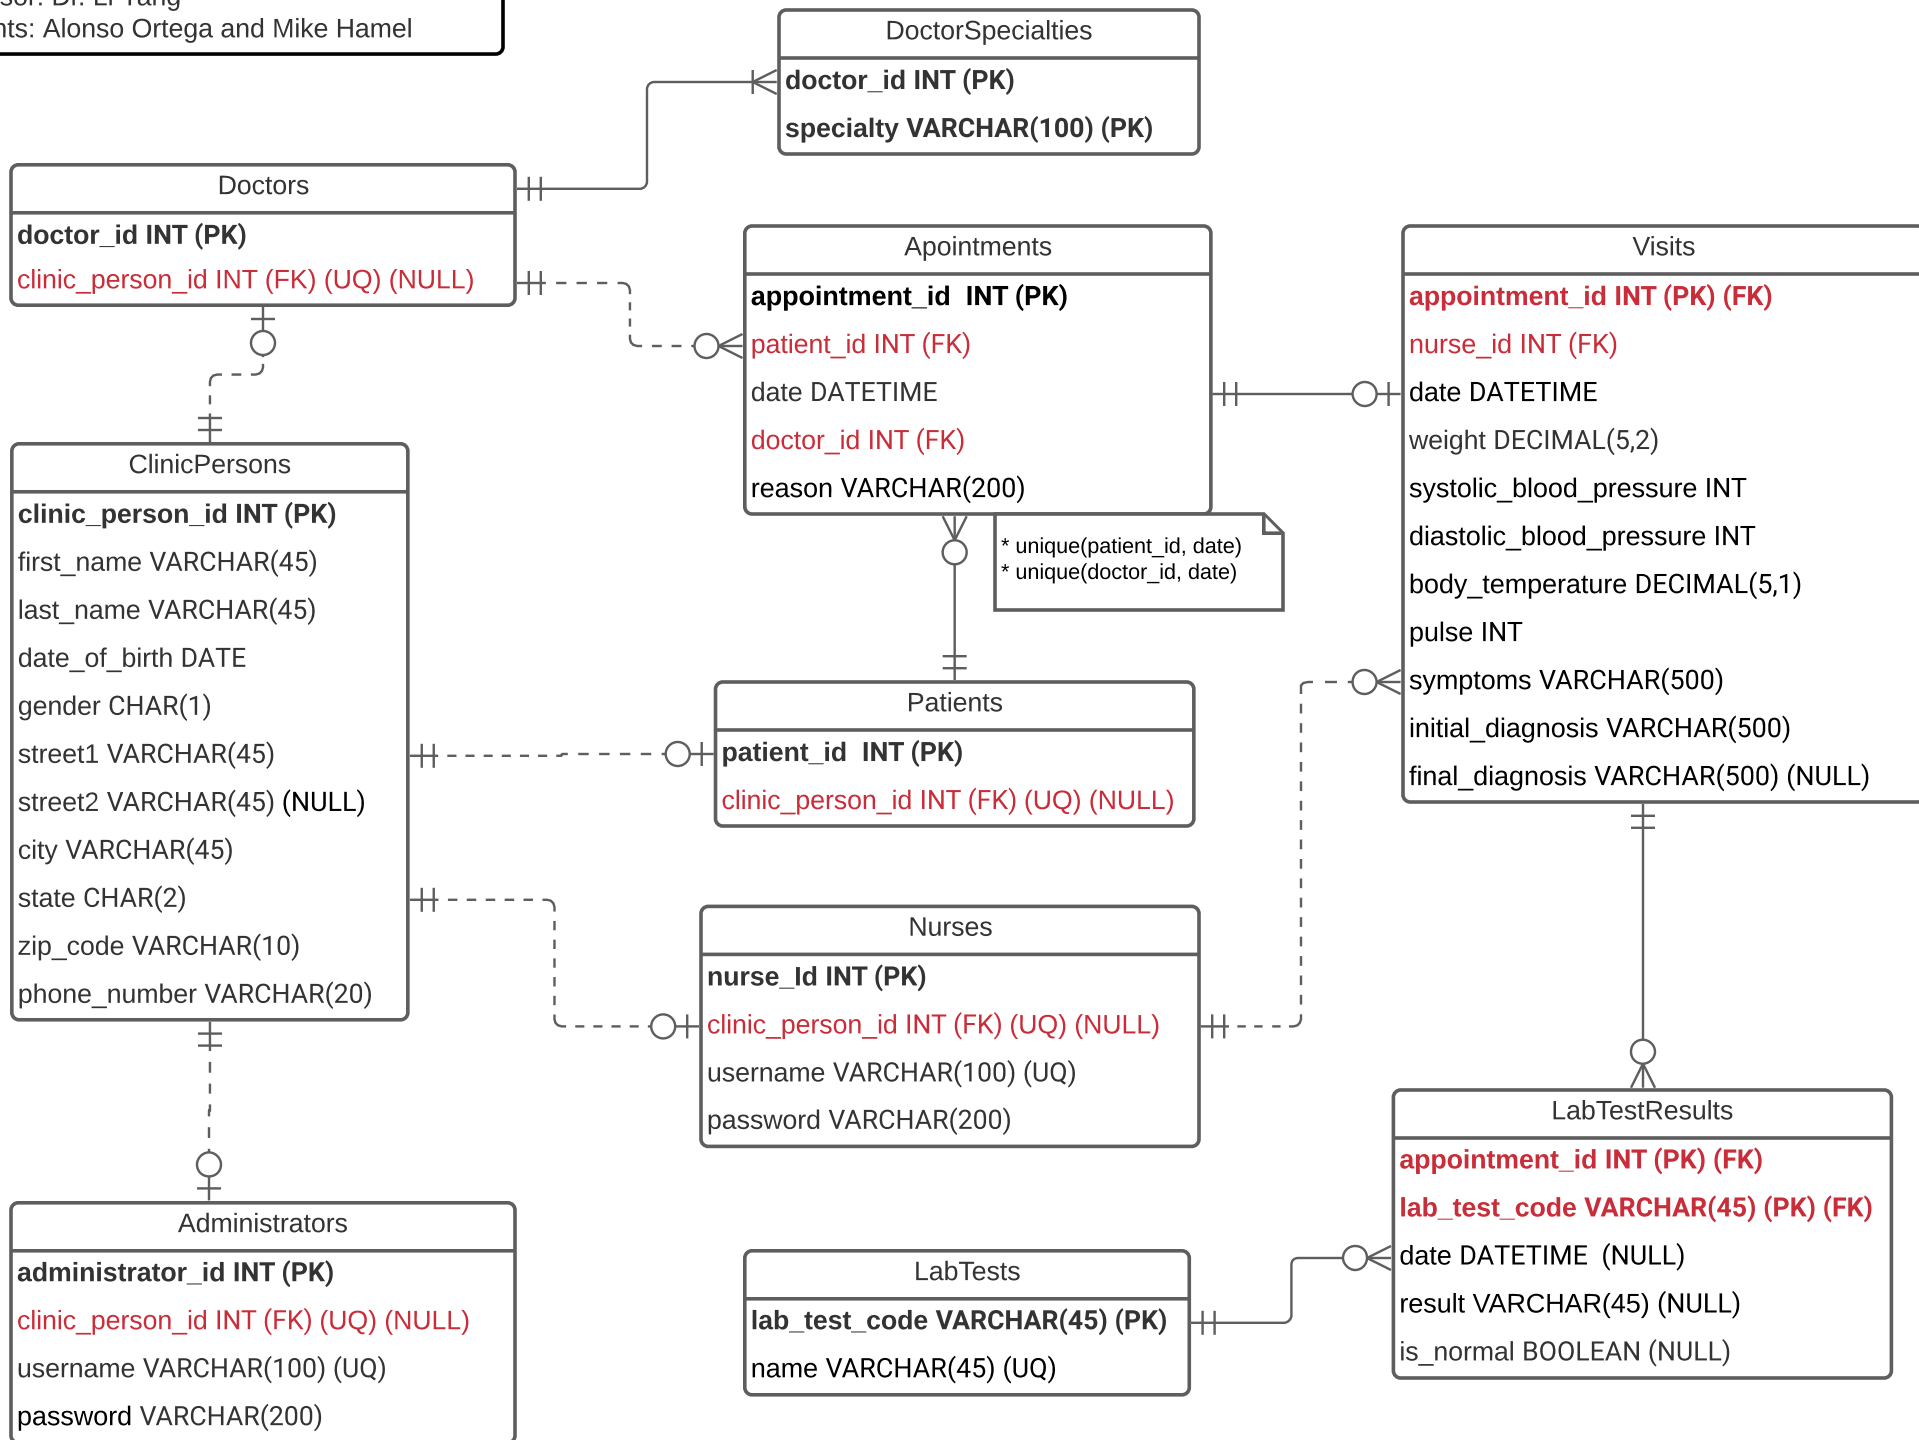 nts: Alonso Ortega and Mike Hamel
DoctorSpecialties
doctor_id INT (PK)
specialty VARCHAR(100) (PK)
Doctors
doctor_id INT (PK)
clinic_person_id INT (FK) (UQ) (NULL)
Apointments
appointment_id INT (PK)
patient_id INT (FK)
date DATETIME
doctor_id INT (FK)
reason VARCHAR(200)
* unique(patient_id, date)
* unique(doctor_id, date)
Visits
appointment_id INT (PK) (FK)
nurse_id INT (FK)
date DATETIME
weight DECIMAL(5,2)
systolic_blood_pressure INT
diastolic_blood_pressure INT
body_temperature DECIMAL(5,1)
pulse INT
symptoms VARCHAR(500)
initial_diagnosis VARCHAR(500)
final_diagnosis VARCHAR(500) (NULL)
ClinicPersons
clinic_person_id INT (PK)
first_name VARCHAR(45)
last_name VARCHAR(45)
date_of_birth DATE
gender CHAR(1)
street1 VARCHAR(45)
street2 VARCHAR(45) (NULL)
city VARCHAR(45)
state CHAR(2)
zip_code VARCHAR(10)
phone_number VARCHAR(20)
Patients
patient_id INT (PK)
clinic_person_id INT (FK) (UQ) (NULL)
Nurses
nurse_Id INT (PK)
clinic_person_id INT (FK) (UQ) (NULL)
username VARCHAR(100) (UQ)
password VARCHAR(200)
LabTestResults
appointment_id INT (PK) (FK)
lab_test_code VARCHAR(45) (PK) (FK)
date DATETIME (NULL)
result VARCHAR(45) (NULL)
is_normal BOOLEAN (NULL)
Administrators
administrator_id INT (PK)
clinic_person_id INT (FK) (UQ) (NULL)
username VARCHAR(100) (UQ)
password VARCHAR(200)
LabTests
lab_test_code VARCHAR(45) (PK)
name VARCHAR(45) (UQ)